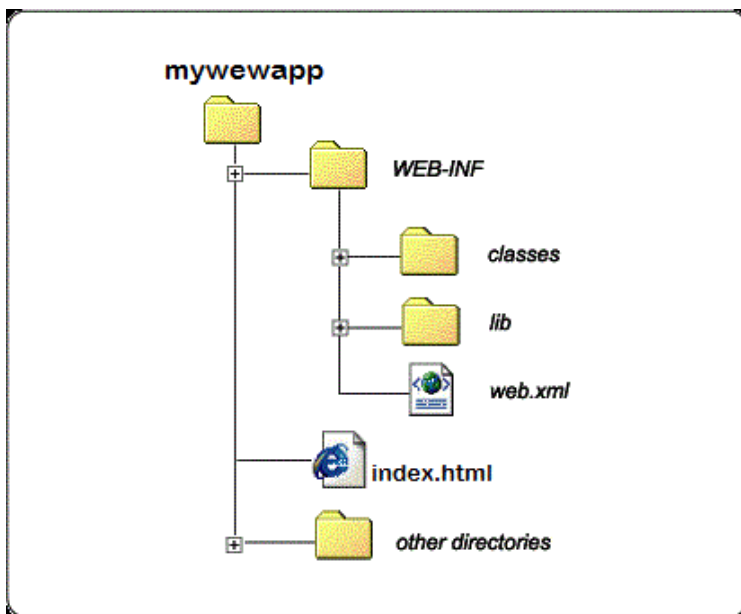 mywewapp
WEB-INF
classes
lib
web.xml
index.html
other directories